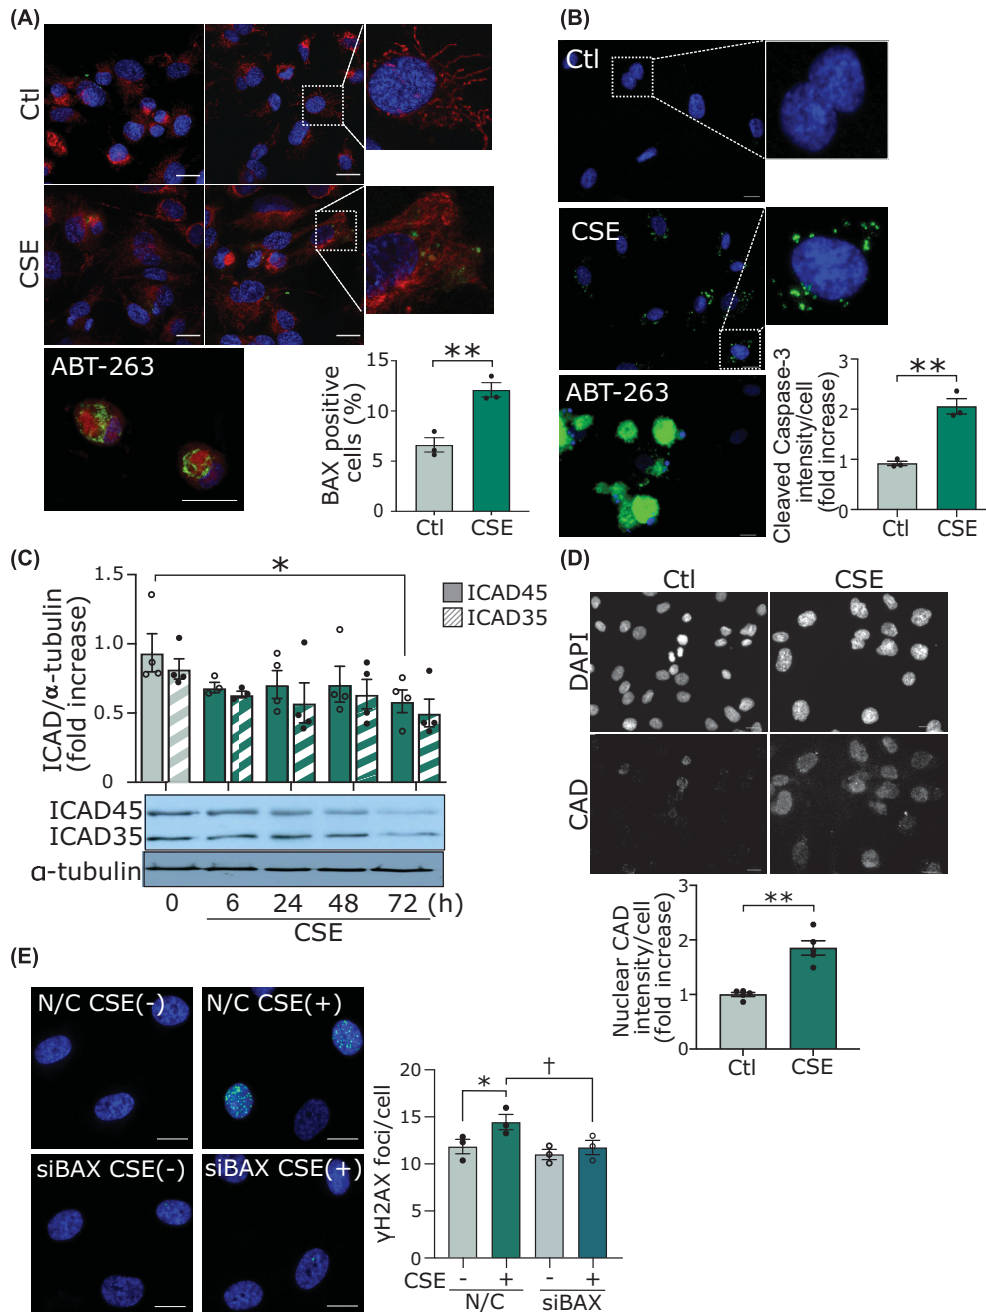 (A)
Ctl
CSE
ABT-263
BAX positive
cells (%)
15
10
5
0
**
Ctl
CSE
(B)
Ctl
CSE
ABT-263
Cleaved Caspase-3
intensity/cell
(fold increase)
3
2
1
0
**
Ctl
CSE
(C)
ICAD/α-tubulin
(fold increase)
1.5
1.0
0.5
0
*
ICAD45
ICAD35
ICAD45
ICAD35
α-tubulin
0 6 24 48 72 (h)
CSE
(D)
Ctl CSE
DAPI
CAD
Nuclear CAD
intensity/cell
(fold increase)
3
2
1
0
**
Ctl
CSE
(E)
N/C CSE(-)
N/C CSE(+)
siBAX CSE(-)
siBAX CSE(+)
γH2AX foci/cell
20
15
10
5
0
* †
CSE - + - +
N/C siBAX